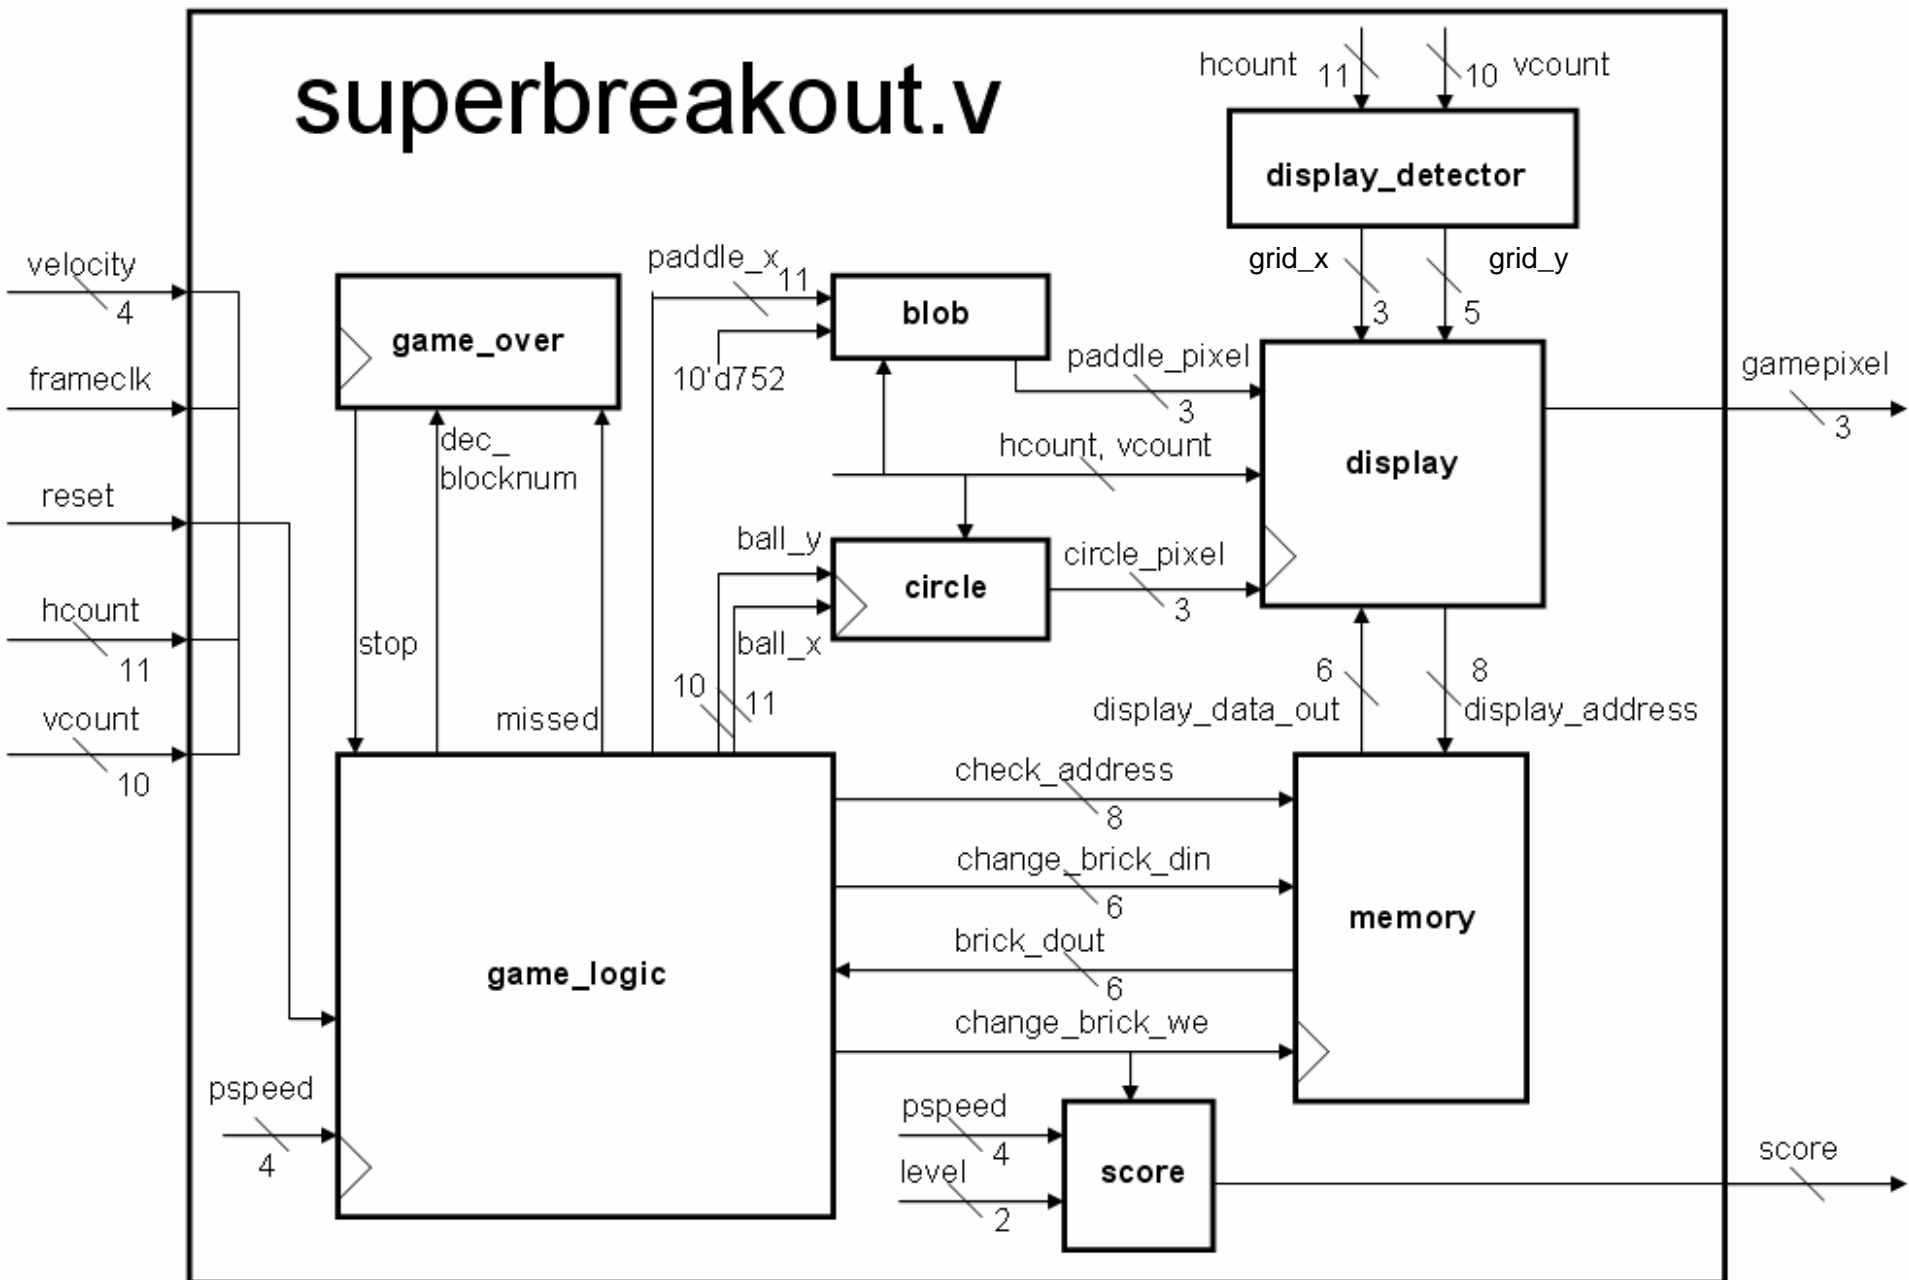 superbreakout.v
hcount 11 10 vcount
display_detector
grid_x grid_y
3 5
velocity
4
frameclk
reset
hcount
11
vcount
10
game_over
paddle_x 11
10'd752
blob
paddle_pixel
3
hcount, vcount
display
gamepixel
3
dec_
blocknum
stop
missed
ball_y
ball_x
10 11
circle
circle_pixel
3
6 8
display_data_out display_address
check_address
8
change_brick_din
6
brick_dout
6
change_brick_we
game_logic
memory
pspeed
4
pspeed
4
level
2
score
score